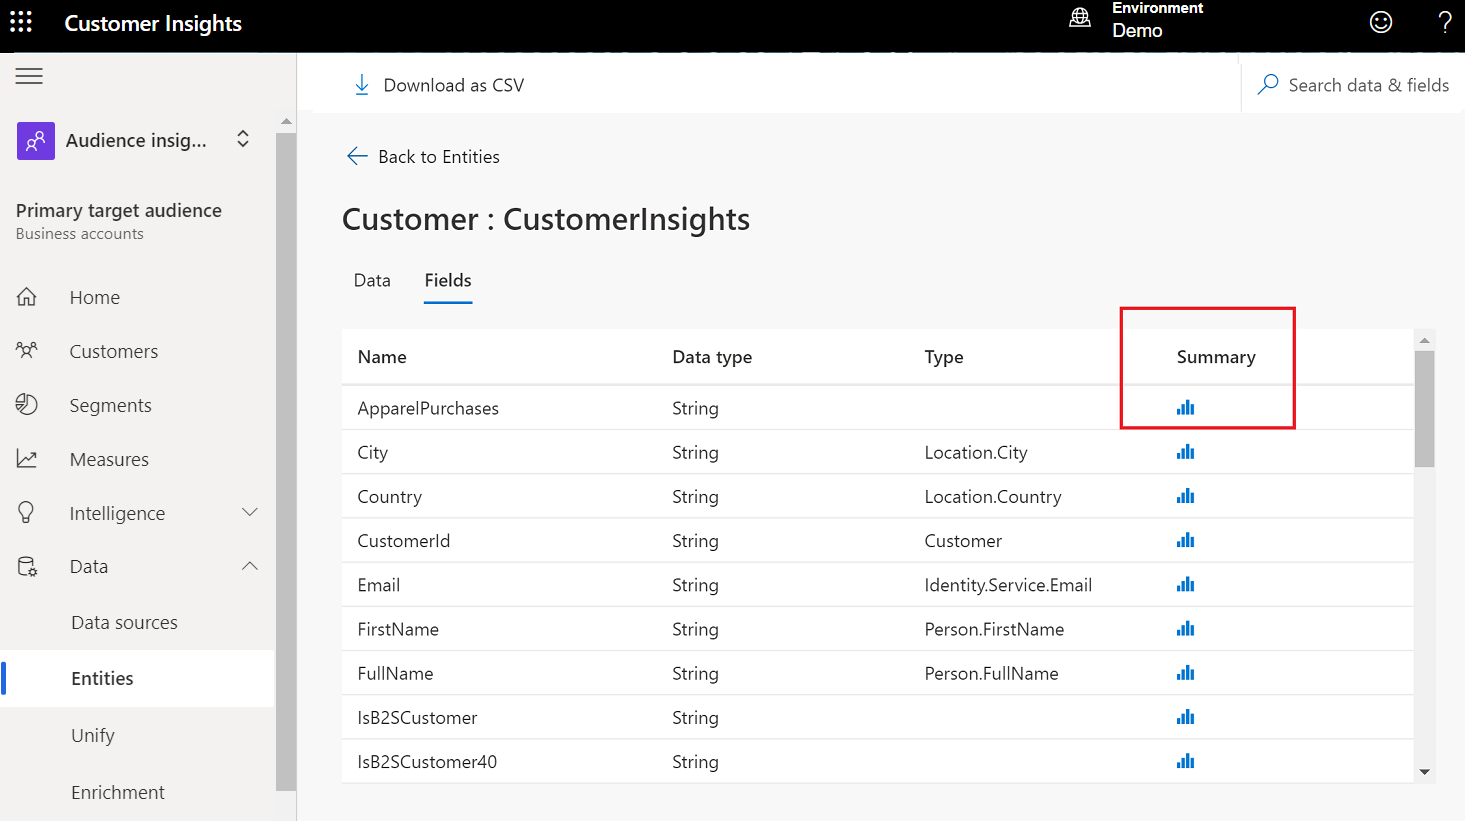 Customer Insights
Environment
Demo
?
Download as CSV
Search data & fields
Audience insig...
Primary target audience
Business accounts
Home
Customers
Segments
Measures
Intelligence
Data
Data sources
Entities
Unify
Enrichment
Back to Entities
Customer : CustomerInsights
Data Fields
Name Data type Type Summary
ApparelPurchases String
City String Location.City
Country String Location.Country
CustomerId String Customer
Email String Identity.Service.Email
FirstName String Person.FirstName
FullName String Person.FullName
IsB2SCustomer String
IsB2SCustomer40 String